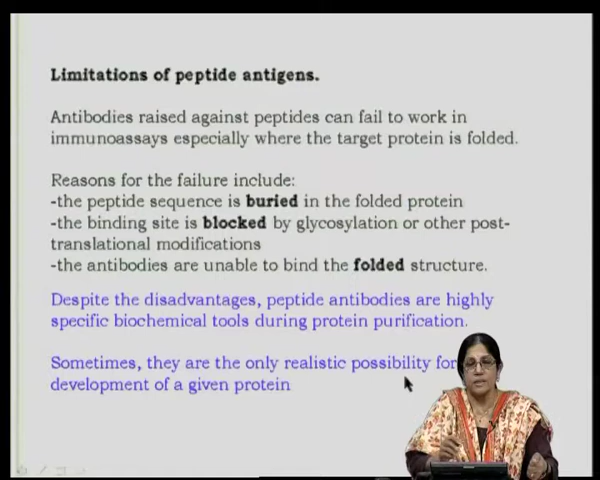 Limitations of peptide antigens.
Antibodies raised against peptides can fail to work in
immunoassays especially where the target protein is folded.
Reasons for the failure include:
-the peptide sequence is buried in the folded protein
-the binding site is blocked by glycosylation or other post-
translational modifications
-the antibodies are unable to bind the folded structure.
Despite the disadvantages, peptide antibodies are highly
specific biochemical tools during protein purification.
Sometimes, they are the only realistic possibility for
development of a given protein